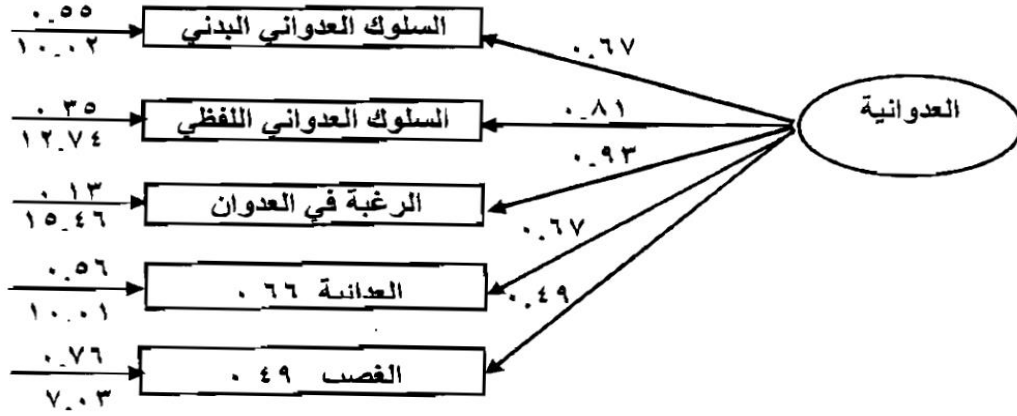 العدوانية
٠.٦٧
٠.٨١
٠.٩٣
٠.٦٧
٠.٤٩
السلوك العدواني البدني
٠.٥٥
١٠.٠٢
السلوك العدواني اللفظي
٠.٣٥
١٢.٧٤
الرغبة في العدوان
٠.١٣
١٥.٤٦
العدائية ٠.٦٦
٠.٥٦
١٠.٠١
الغضب ٠.٤٩
٠.٧٦
٧.٠٣